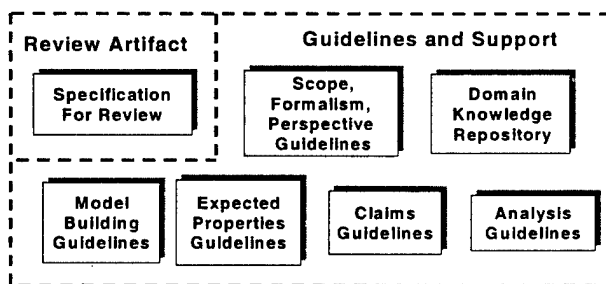 Review Artifact
Guidelines and Support
Specification
For Review
Scope,
Formalism,
Perspective
Guidelines
Domain
Knowledge
Repository
Model
Building
Guidelines
Expected
Properties
Guidelines
Claims
Guidelines
Analysis
Guidelines